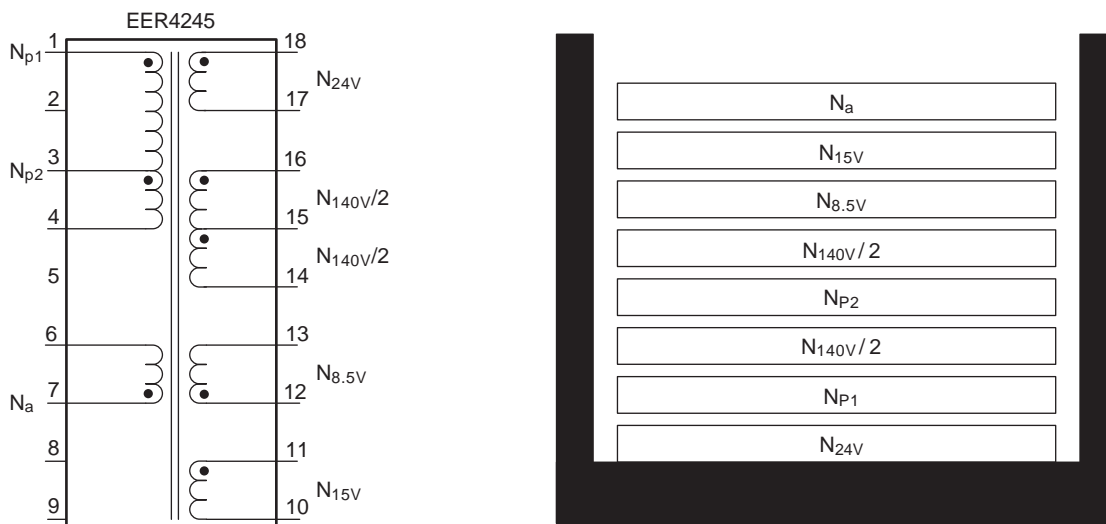 EER4245
Np1
1
18
N24V
2
17
Np2
3
16
N140V/2
4
15
N140V/2
5
14
6
13
N8.5V
Na
7
12
8
11
N15V
9
10
Na
N15V
N8.5V
N140V/2
NP2
N140V/2
NP1
N24V